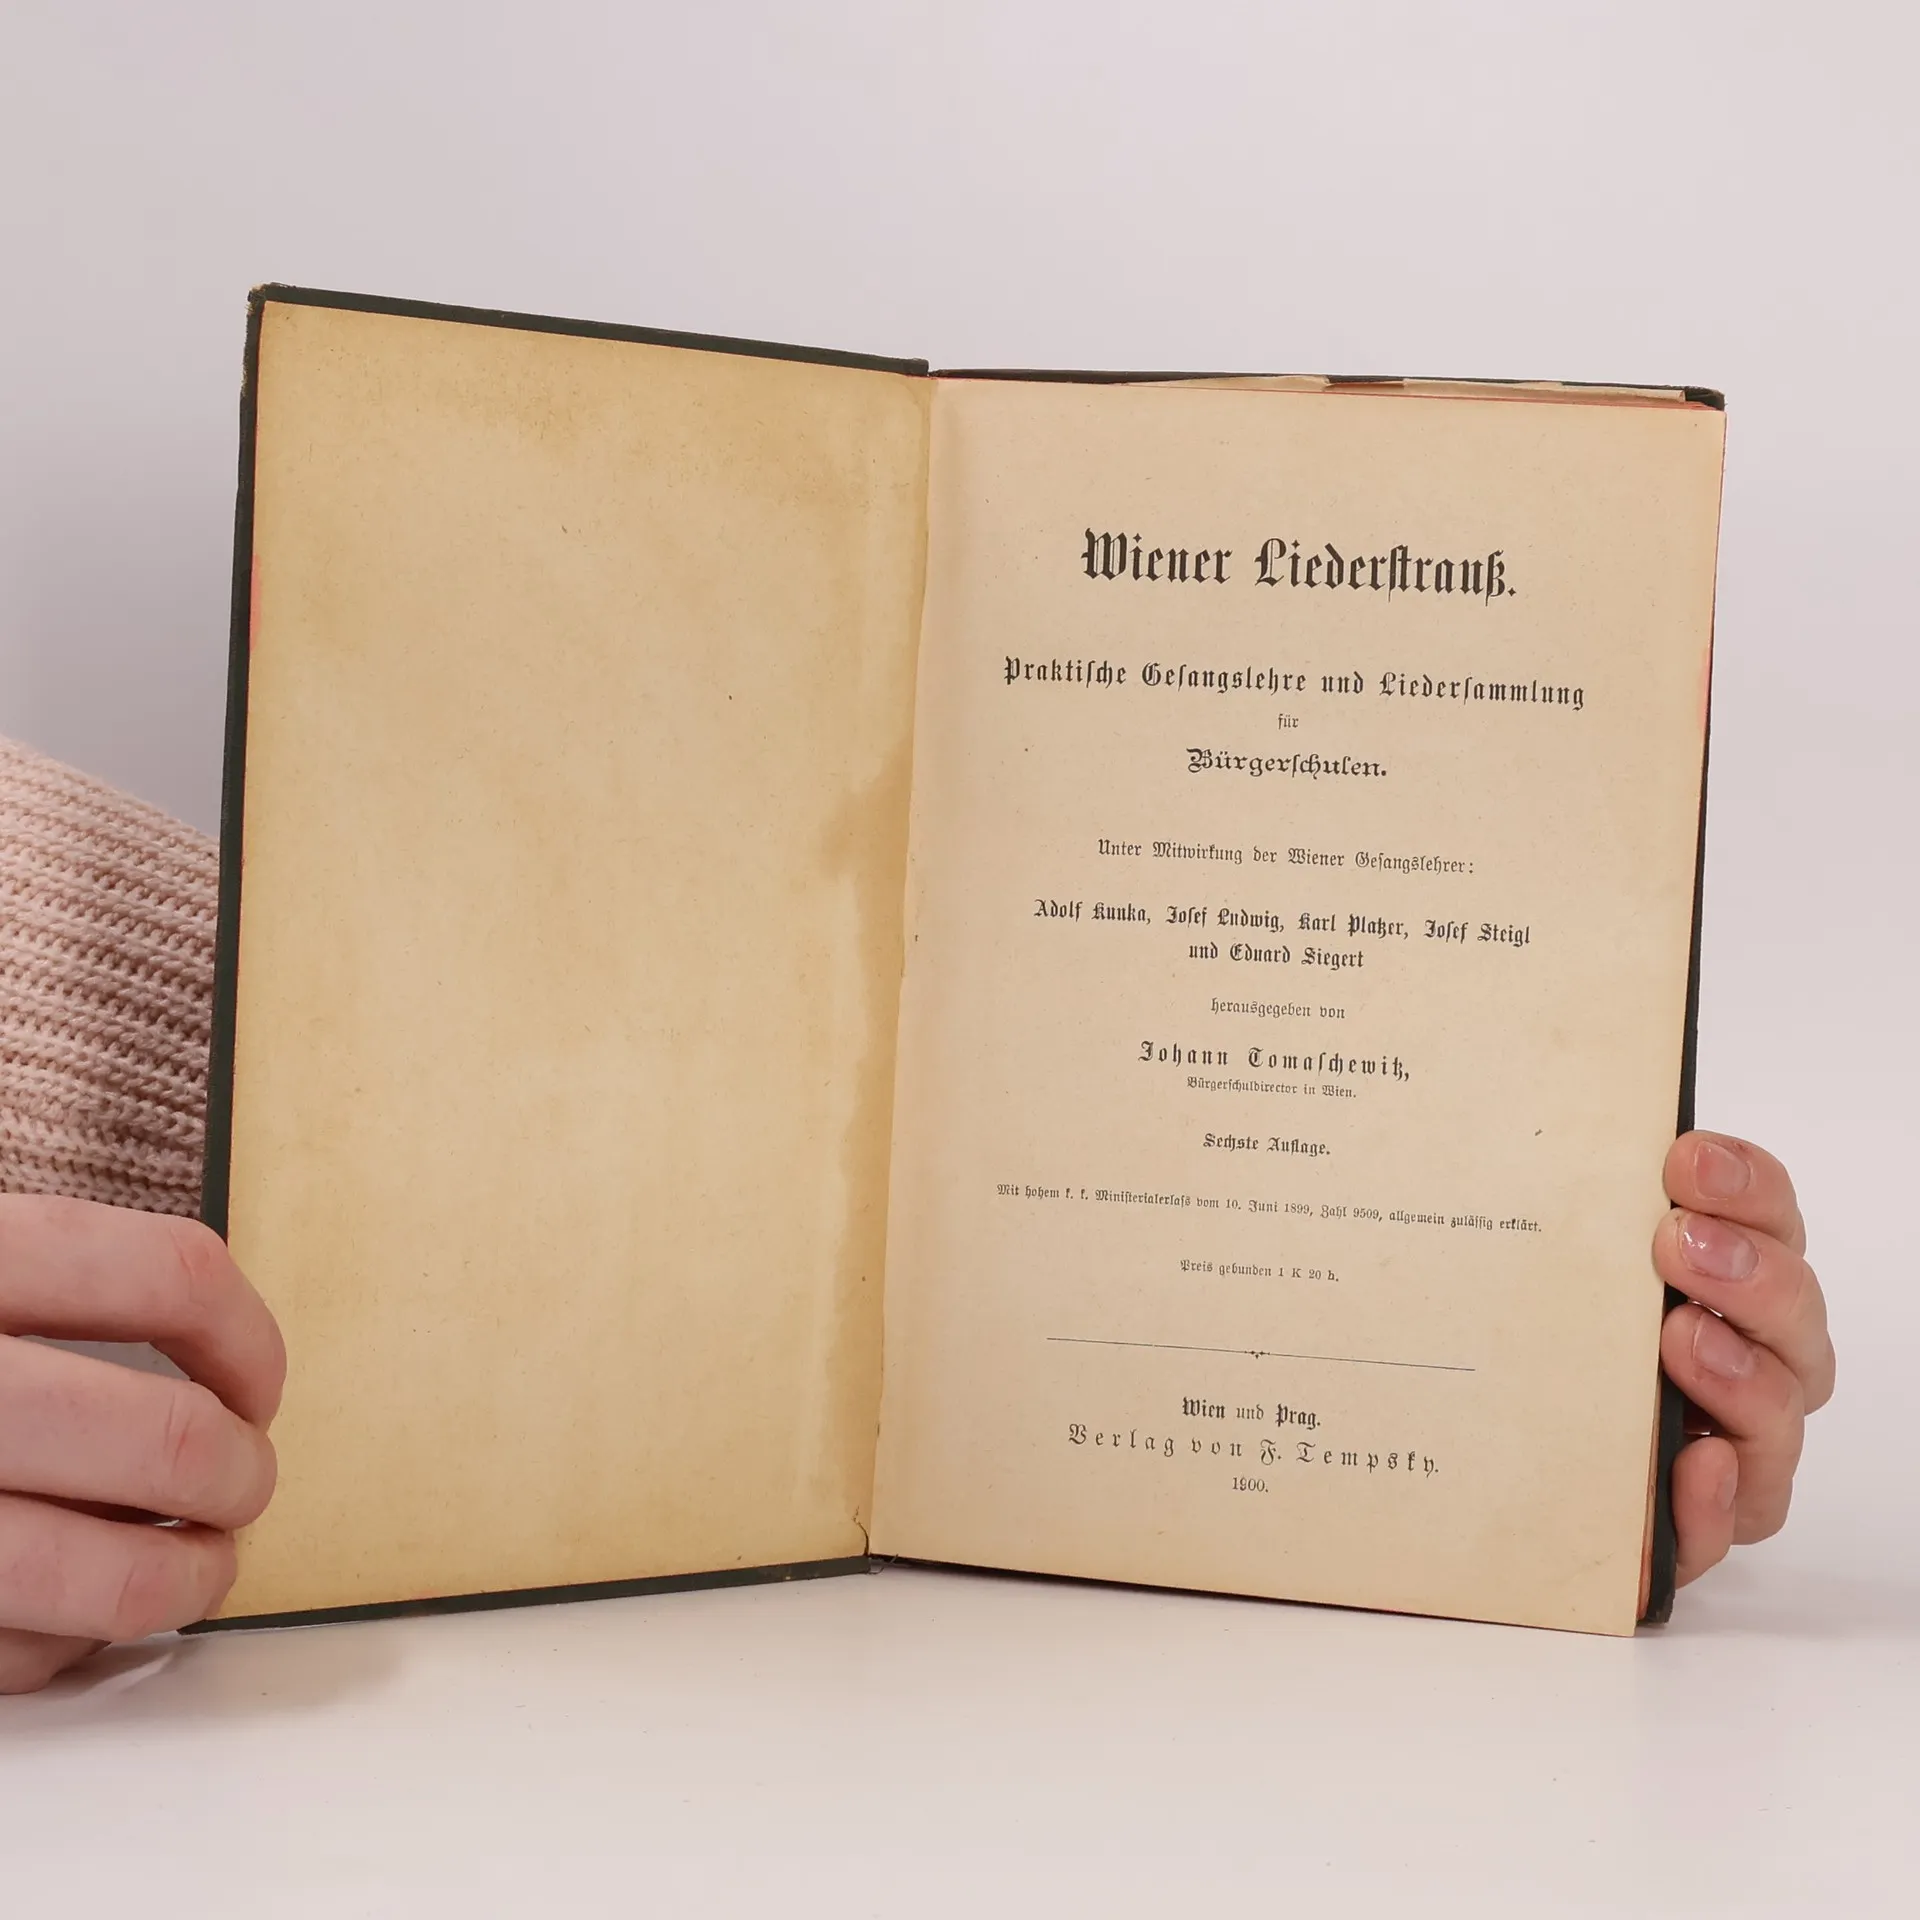 Wiener Liederstrauß.
Praktische Gesangslehre und Liedersammlung
für
Bürgerschulen.
Unter Mitwirkung der Wiener Gesangslehrer:
Adolf Kunka, Josef Ludwig, Karl Platzer, Josef Steigl
und Eduard Siegert
herausgegeben von
Johann Tomaschewitz,
Bürgerschuldirector in Wien.
Sechste Auflage.
Mit hohem k. k. Ministerialerlass vom 10. Juni 1899, Zahl 9509, allgemein zulässig erklärt.
Preis gebunden 1 K 20 h.
Wien und Prag.
Verlag von F. Tempsky.
1900.